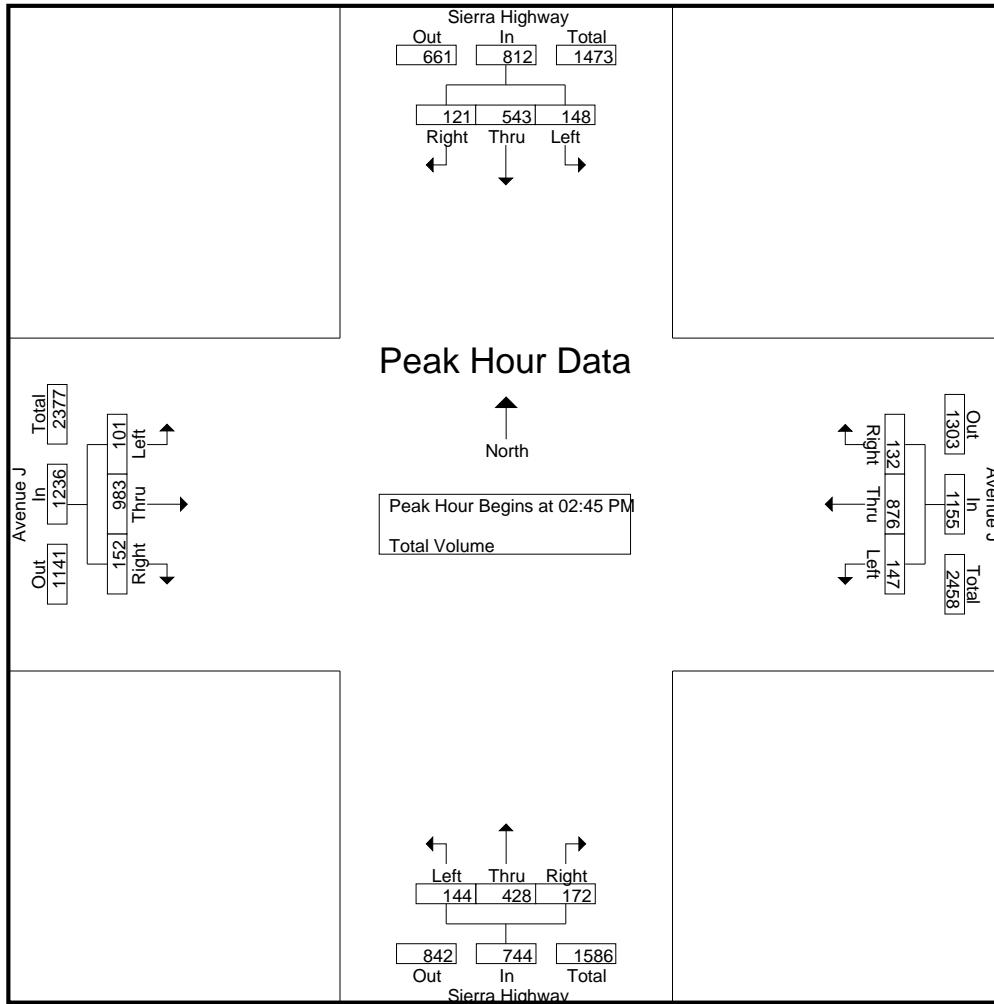 Sierra Highway
Out In Total
661 812 1473
121 543 148
Right Thru Left
Peak Hour Data
North
Peak Hour Begins at 02:45 PM
Total Volume
Avenue J
Total In Out
2377 1236 1141
101 983 152
Left Thru Right
Avenue J
Out In Total
1303 1155 2458
132 876 147
Right Thru Left
Left Thru Right
144 428 172
842 744 1586
Out In Total
Sierra Highway